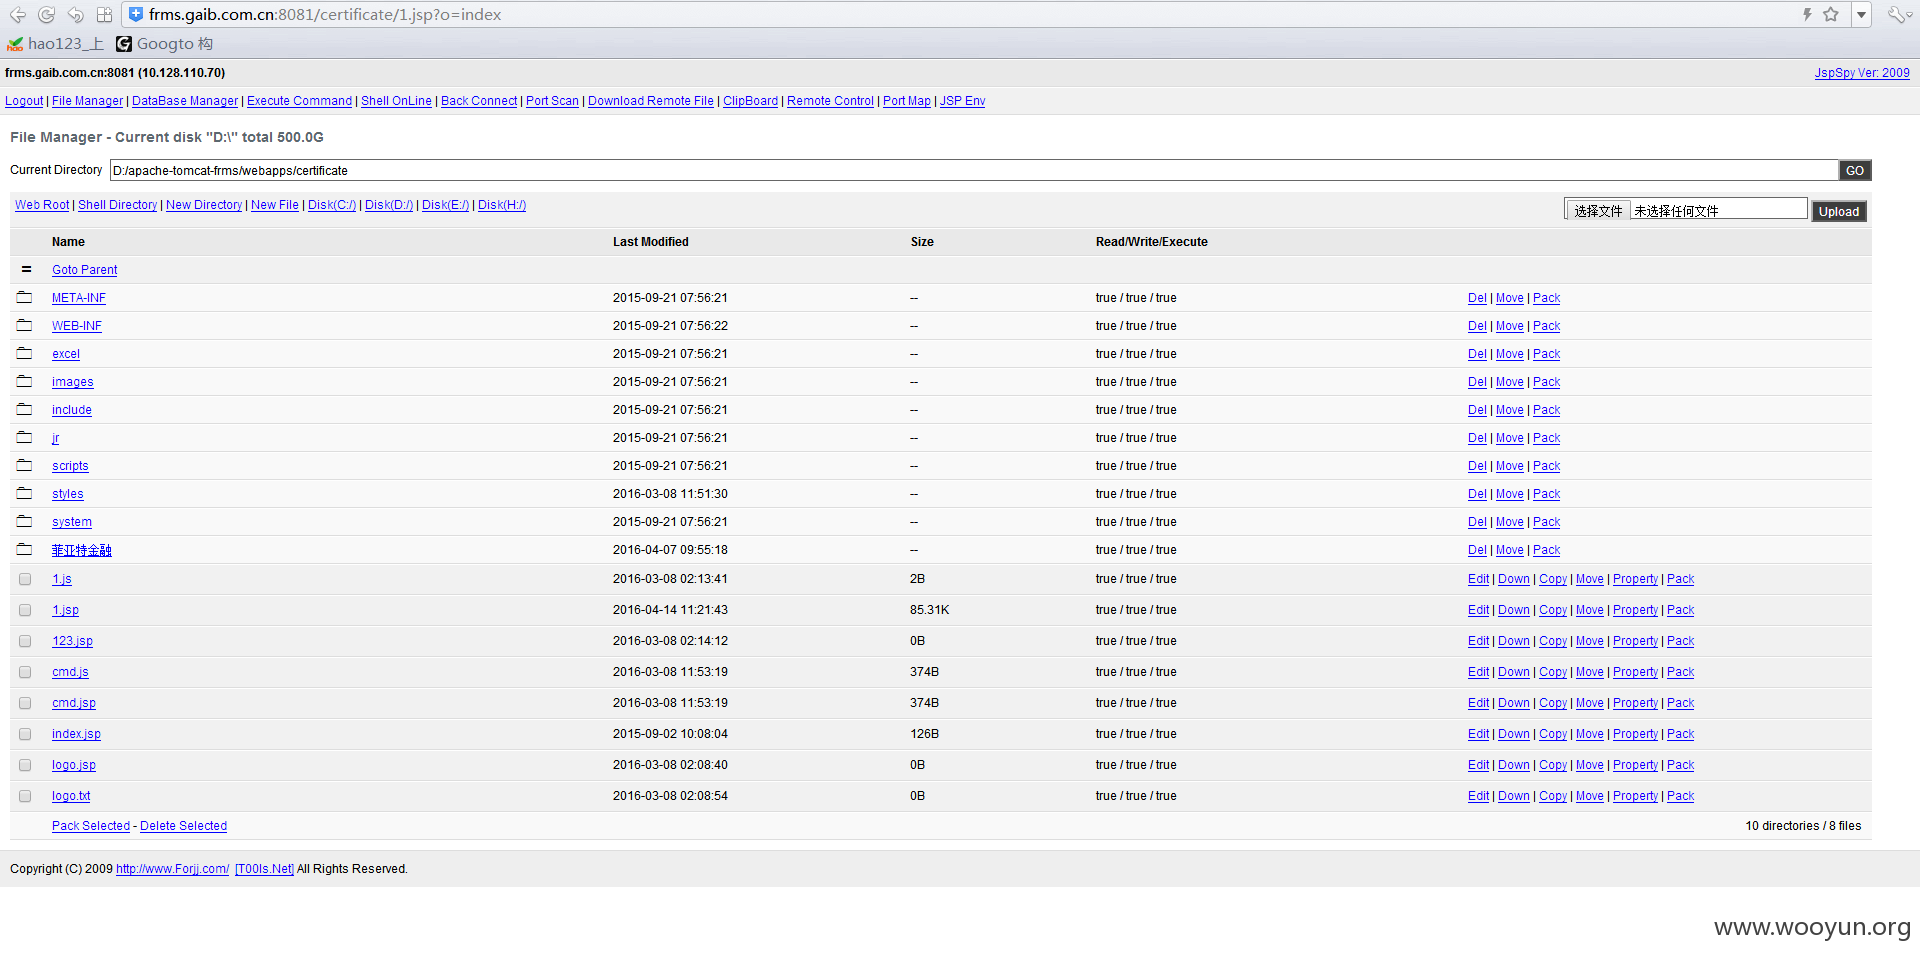 frms.gaib.com.cn:8081/certificate/1.jsp?o=index
hao123_上 Googto 构
frms.gaib.com.cn:8081 (10.128.110.70) JspSpy Ver: 2009
Logout | File Manager | DataBase Manager | Execute Command | Shell OnLine | Back Connect | Port Scan | Download Remote File | ClipBoard | Remote Control | Port Map | JSP Env
File Manager - Current disk "D:\" total 500.0G
Current Directory D:/apache-tomcat-frms/webapps/certificate GO
Web Root | Shell Directory | New Directory | New File | Disk(C:/) | Disk(D:/) | Disk(E:/) | Disk(H:/) 选择文件 未选择任何文件 Upload
Name Last Modified Size Read/Write/Execute
= Goto Parent
META-INF 2015-09-21 07:56:21 -- true / true / true Del | Move | Pack
WEB-INF 2015-09-21 07:56:22 -- true / true / true Del | Move | Pack
excel 2015-09-21 07:56:21 -- true / true / true Del | Move | Pack
images 2015-09-21 07:56:21 -- true / true / true Del | Move | Pack
include 2015-09-21 07:56:21 -- true / true / true Del | Move | Pack
jr 2015-09-21 07:56:21 -- true / true / true Del | Move | Pack
scripts 2015-09-21 07:56:21 -- true / true / true Del | Move | Pack
styles 2016-03-08 11:51:30 -- true / true / true Del | Move | Pack
system 2015-09-21 07:56:21 -- true / true / true Del | Move | Pack
菲亚特金融 2016-04-07 09:55:18 -- true / true / true Del | Move | Pack
1.js 2016-03-08 02:13:41 2B true / true / true Edit | Down | Copy | Move | Property | Pack
1.jsp 2016-04-14 11:21:43 85.31K true / true / true Edit | Down | Copy | Move | Property | Pack
123.jsp 2016-03-08 02:14:12 0B true / true / true Edit | Down | Copy | Move | Property | Pack
cmd.js 2016-03-08 11:53:19 374B true / true / true Edit | Down | Copy | Move | Property | Pack
cmd.jsp 2016-03-08 11:53:19 374B true / true / true Edit | Down | Copy | Move | Property | Pack
index.jsp 2015-09-02 10:08:04 126B true / true / true Edit | Down | Copy | Move | Property | Pack
logo.jsp 2016-03-08 02:08:40 0B true / true / true Edit | Down | Copy | Move | Property | Pack
logo.txt 2016-03-08 02:08:54 0B true / true / true Edit | Down | Copy | Move | Property | Pack
Pack Selected - Delete Selected 10 directories / 8 files
Copyright (C) 2009 http://www.Forjj.com/ [T00ls.Net] All Rights Reserved.
www.wooyun.org